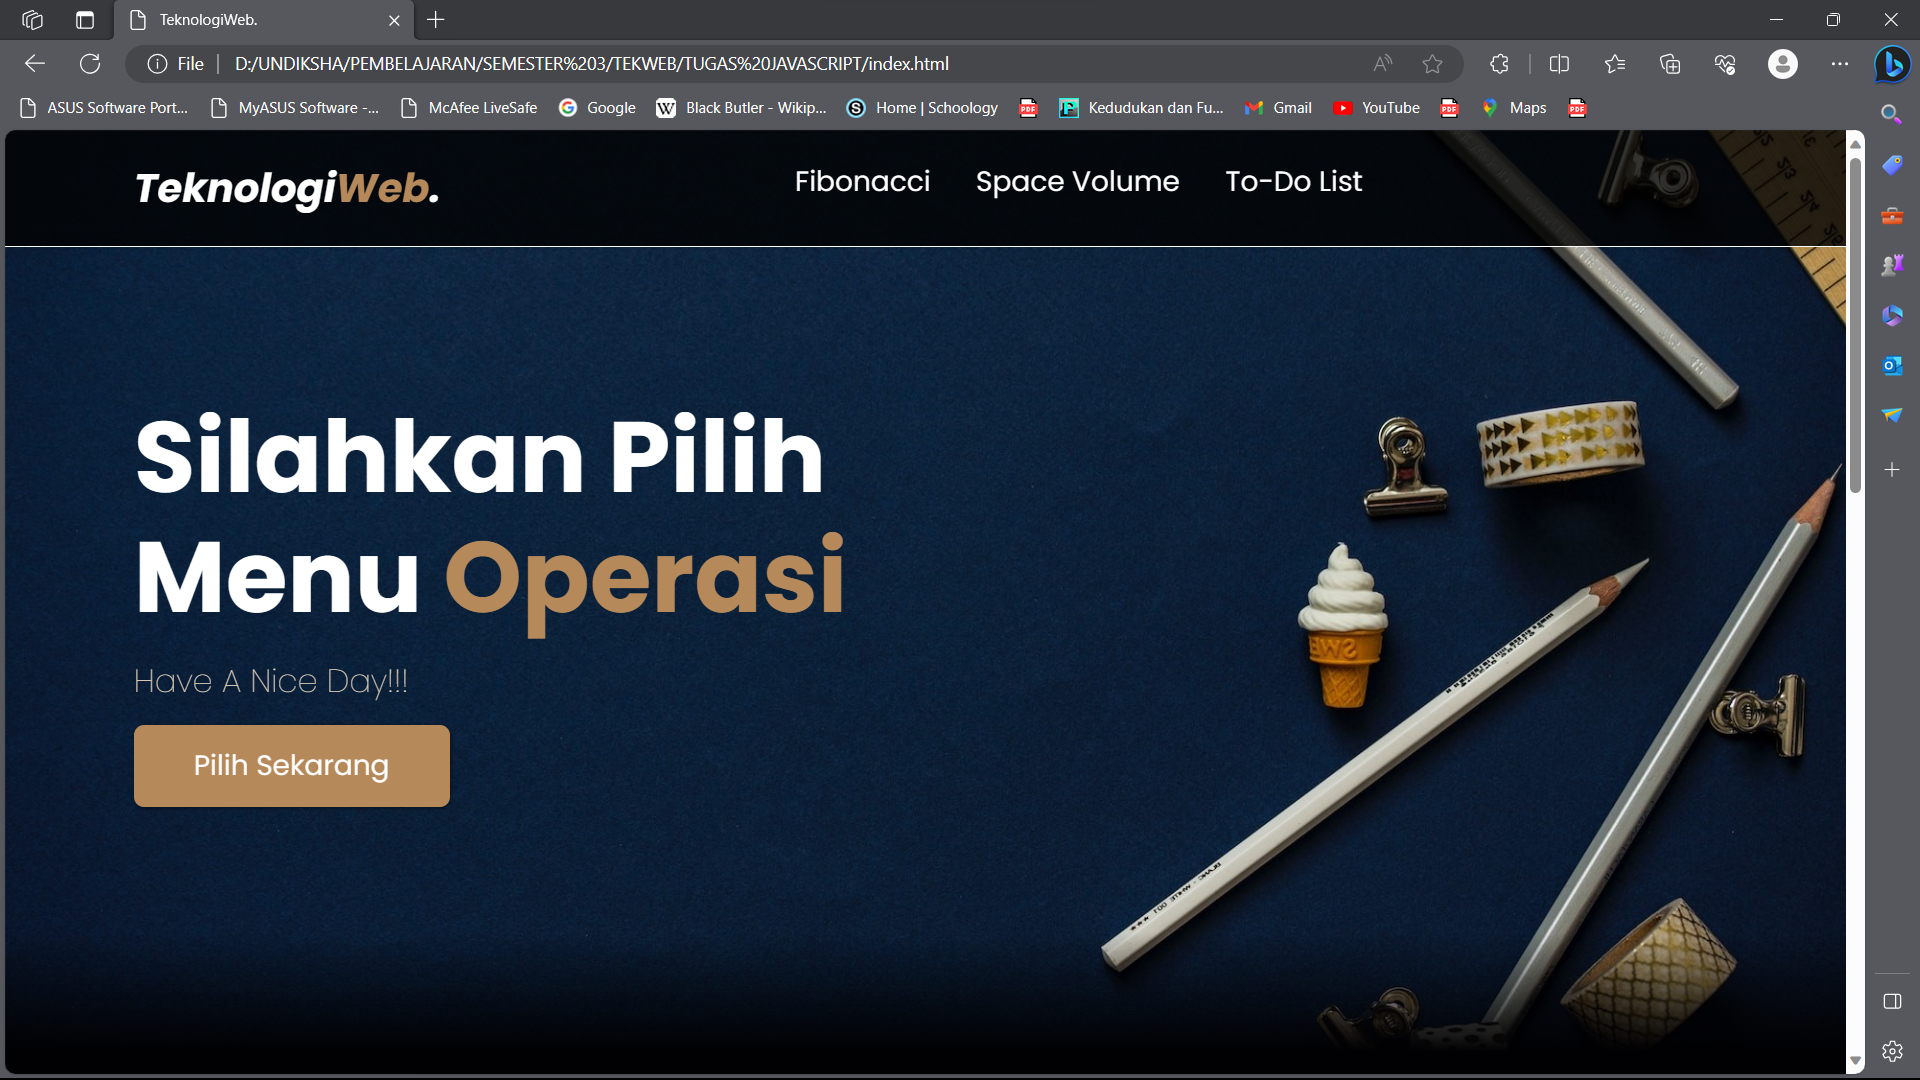 TeknologiWeb.
File
D:/UNDIKSHA/PEMBELAJARAN/SEMESTER%203/TEKWEB/TUGAS%20JAVASCRIPT/index.html
ASUS Software Port...
MyASUS Software -...
McAfee LiveSafe
Google
Black Butler - Wikip...
Home | Schoology
Kedudukan dan Fu...
Gmail
YouTube
Maps
TeknologiWeb.
Fibonacci
Space Volume
To-Do List
Silahkan Pilih
Menu Operasi
Have A Nice Day!!!
Pilih Sekarang